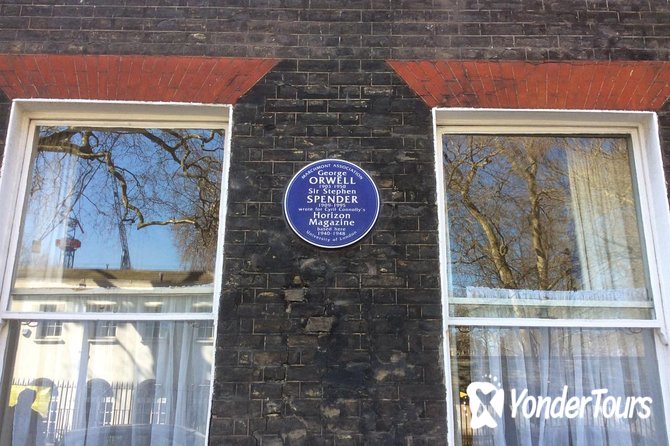 MARCHMONT ASSOCIATION
George
ORWELL
1903-1950
Sir Stephen
SPENDER
1909-1995
wrote for Cyril Connolly's
Horizon
Magazine
based here
1940-1948
University of London
YonderTours